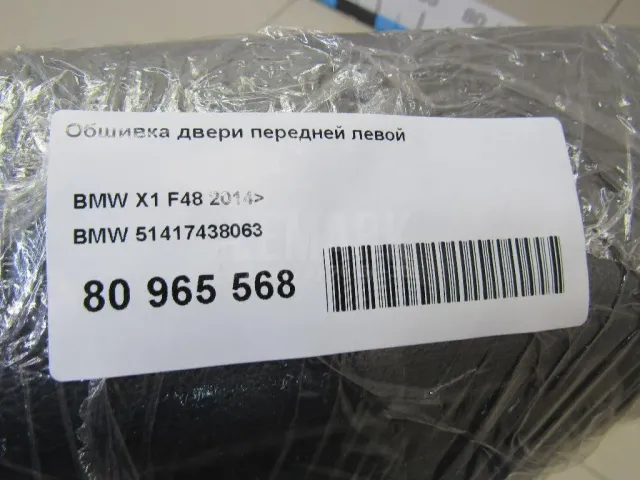 Обшивка двери передней левой
BMW X1 F48 2014>
BMW 51417438063
80 965 568